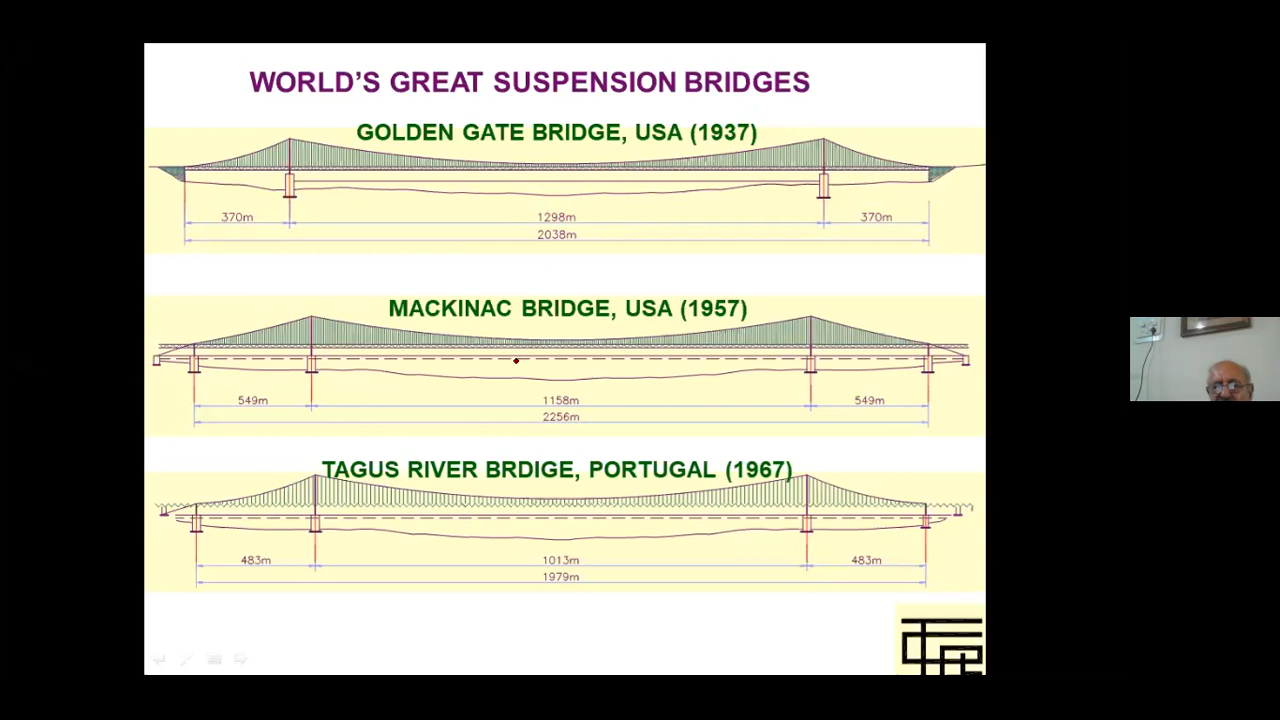 WORLD'S GREAT SUSPENSION BRIDGES
GOLDEN GATE BRIDGE, USA (1937)
370m 1298m 370m
2038m
MACKINAC BRIDGE, USA (1957)
549m 1158m 549m
2256m
TAGUS RIVER BRDIGE, PORTUGAL (1967)
483m 1013m 483m
1979m